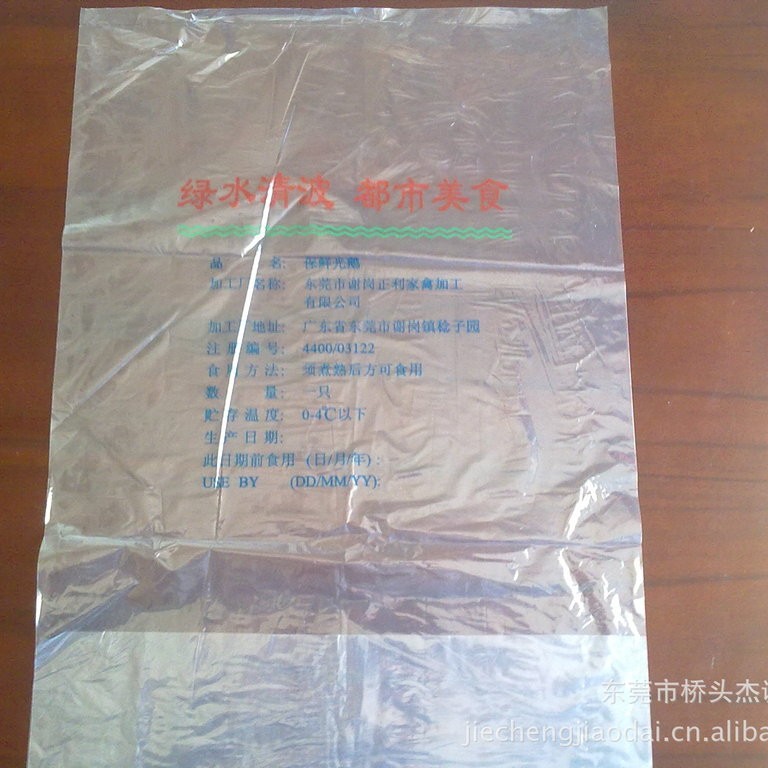 绿水清波 都市美食
品 名: 保鲜光鹅
加工厂名称: 东莞市谢岗正利家禽加工
有限公司
加工厂地址: 广东省东莞市谢岗镇稔子园
注册编号: 4400/03122
食用方法: 须煮熟后方可食用
数 量: 一只
贮存温度: 0-4℃以下
生产日期:
此日期前食用 (日/月/年):
USE BY (DD/MM/YY):
东莞市桥头杰
jiechengjiaodai.cn.aliba